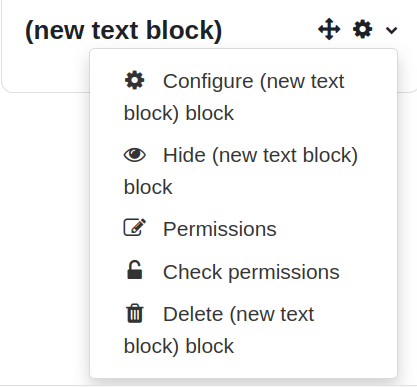 (new text block)
Configure (new text
block) block
Hide (new text block)
block
Permissions
Check permissions
Delete (new text
block) block